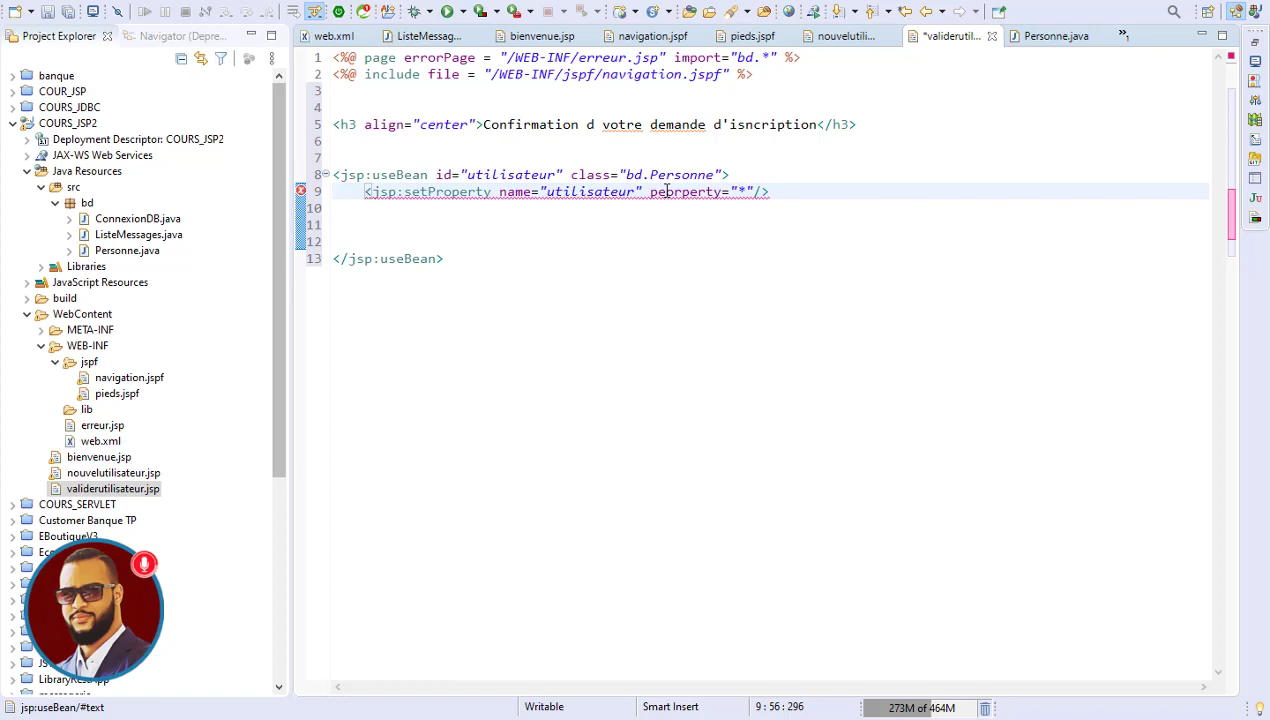 Project Explorer
Navigator (Depre...
web.xml
ListeMessag...
bienvenue.jsp
navigation.jspf
pieds.jspf
nouvelutili...
*validerutil...
Personne.java
»1
banque
COUR_JSP
COURS_JDBC
COURS_JSP2
Deployment Descriptor: COURS_JSP2
JAX-WS Web Services
Java Resources
src
bd
ConnexionDB.java
ListeMessages.java
Personne.java
Libraries
JavaScript Resources
build
WebContent
META-INF
WEB-INF
jspf
navigation.jspf
pieds.jspf
lib
erreur.jsp
web.xml
bienvenue.jsp
nouvelutilisateur.jsp
validerutilisateur.jsp
COURS_SERVLET
Customer Banque TP
EBoutiqueV3
1 <%@ page errorPage = "/WEB-INF/erreur.jsp" import="bd.*" %>
2 <%@ include file = "/WEB-INF/jspf/navigation.jspf" %>
3
4
5 <h3 align="center">Confirmation d votre demande d'isncription</h3>
6
7
8 <jsp:useBean id="utilisateur" class="bd.Personne">
9 <jsp:setProperty name="utilisateur" peorperty="*"/>
10
11
12
13 </jsp:useBean>
jsp:useBean/#text
Writable
Smart Insert
9 : 56 : 296
273M of 464M